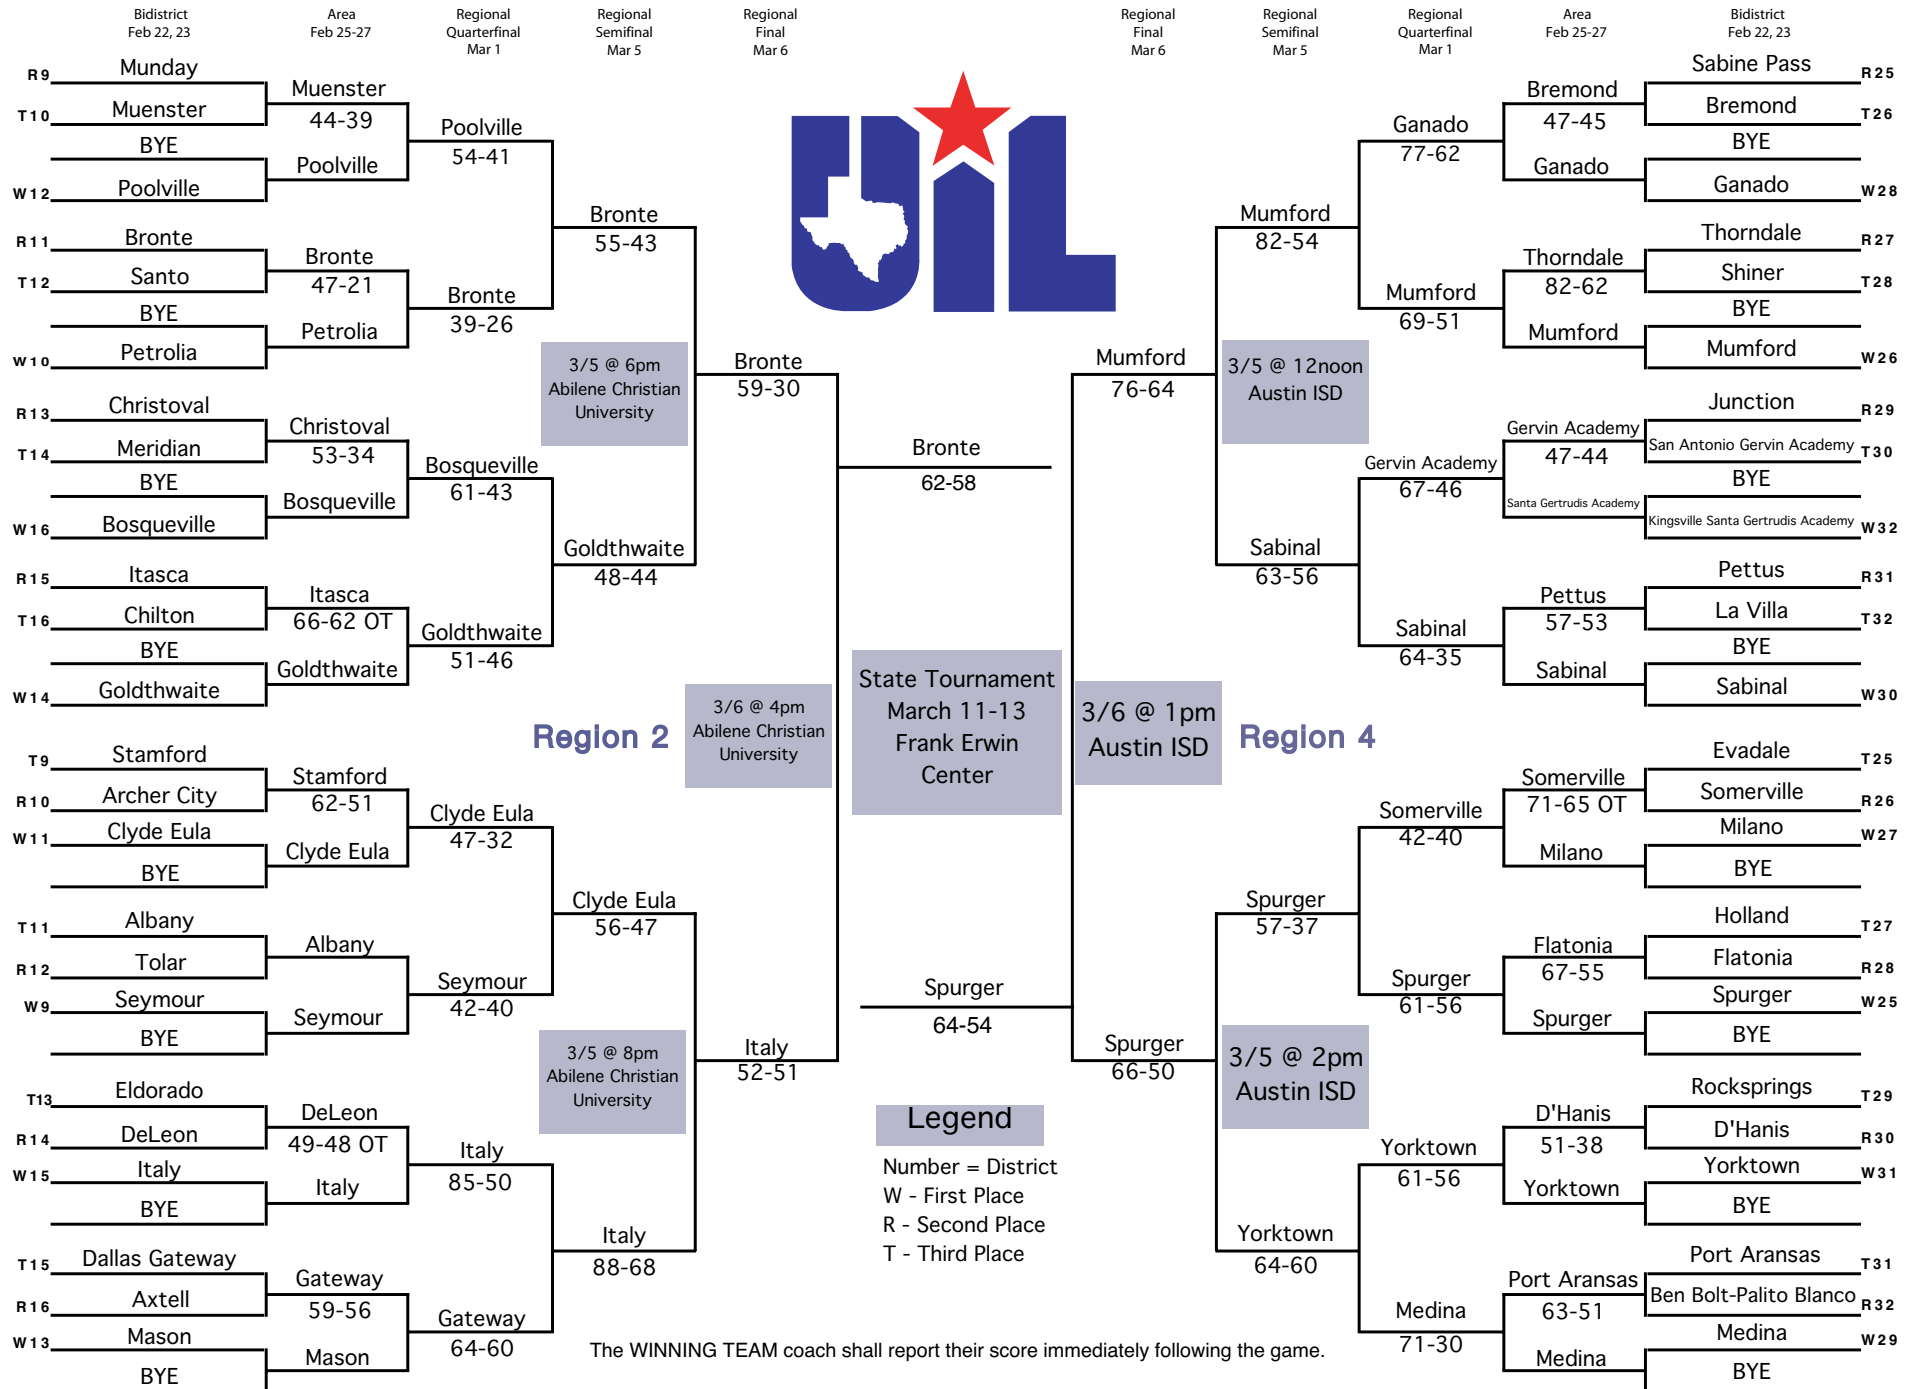 Bidistrict
Feb 22, 23
Area
Feb 25-27
Regional
Quarterfinal
Mar 1
Regional
Semifinal
Mar 5
Regional
Final
Mar 6
Regional
Final
Mar 6
Regional
Semifinal
Mar 5
Regional
Quarterfinal
Mar 1
Area
Feb 25-27
Bidistrict
Feb 22, 23
UIL
R9 Munday
T10 Muenster
BYE
W12 Poolville
R11 Bronte
T12 Santo
BYE
W10 Petrolia
R13 Christoval
T14 Meridian
BYE
W16 Bosqueville
R15 Itasca
T16 Chilton
BYE
W14 Goldthwaite
T9 Stamford
R10 Archer City
W11 Clyde Eula
BYE
T11 Albany
R12 Tolar
W9 Seymour
BYE
T13 Eldorado
R14 DeLeon
W15 Italy
BYE
T15 Dallas Gateway
R16 Axtell
W13 Mason
BYE
Muenster
44-39
Poolville
Bronte
47-21
Petrolia
Christoval
53-34
Bosqueville
Itasca
66-62 OT
Goldthwaite
Stamford
62-51
Clyde Eula
Albany
Seymour
DeLeon
49-48 OT
Italy
Gateway
59-56
Mason
Poolville
54-41
Bronte
39-26
Bosqueville
61-43
Goldthwaite
51-46
Clyde Eula
47-32
Seymour
42-40
Italy
85-50
Gateway
64-60
Bronte
55-43
3/5 @ 6pm
Abilene Christian
University
Goldthwaite
48-44
Region 2
Clyde Eula
56-47
3/5 @ 8pm
Abilene Christian
University
Italy
88-68
Bronte
59-30
3/6 @ 4pm
Abilene Christian
University
Italy
52-51
Bronte
62-58
State Tournament
March 11-13
Frank Erwin
Center
Spurger
64-54
Legend
Number = District
W - First Place
R - Second Place
T - Third Place
Mumford
76-64
3/6 @ 1pm
Austin ISD
Spurger
66-50
Mumford
82-54
3/5 @ 12noon
Austin ISD
Sabinal
63-56
Region 4
Spurger
57-37
3/5 @ 2pm
Austin ISD
Yorktown
64-60
Ganado
77-62
Mumford
69-51
Gervin Academy
67-46
Sabinal
64-35
Somerville
42-40
Spurger
61-56
Yorktown
61-56
Medina
71-30
Bremond
47-45
Ganado
Thorndale
82-62
Mumford
Gervin Academy
47-44
Santa Gertrudis Academy
Pettus
57-53
Sabinal
Somerville
71-65 OT
Milano
Flatonia
67-55
Spurger
D'Hanis
51-38
Yorktown
Port Aransas
63-51
Medina
Sabine Pass R25
Bremond T26
BYE
Ganado W28
Thorndale R27
Shiner T28
BYE
Mumford W26
Junction R29
San Antonio Gervin Academy T30
BYE
Kingsville Santa Gertrudis Academy W32
Pettus R31
La Villa T32
BYE
Sabinal W30
Evadale T25
Somerville R26
Milano W27
BYE
Holland T27
Flatonia R28
Spurger W25
BYE
Rocksprings T29
D'Hanis R30
Yorktown W31
BYE
Port Aransas T31
Ben Bolt-Palito Blanco R32
Medina W29
BYE
The WINNING TEAM coach shall report their score immediately following the game.